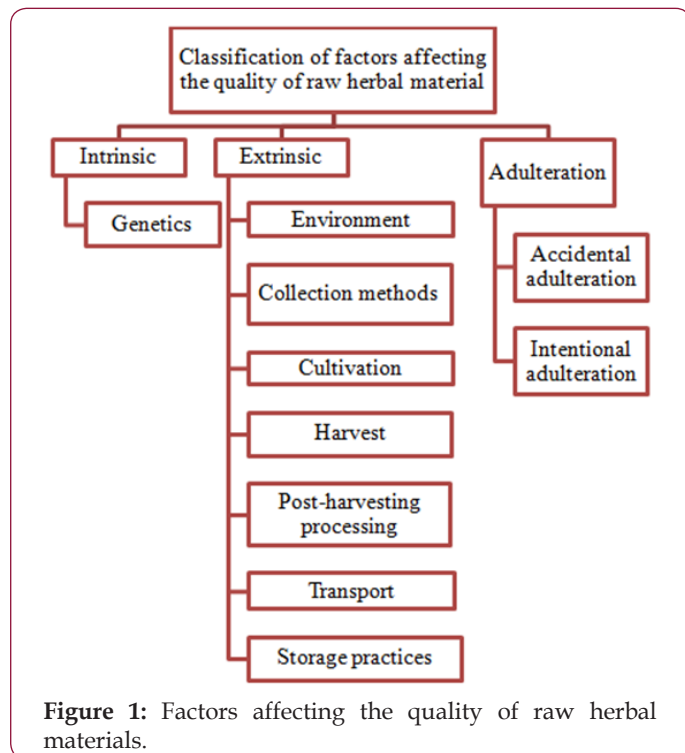 Classification of factors affecting
the quality of raw herbal
material
Intrinsic
Genetics
Extrinsic
Environment
Collection methods
Cultivation
Harvest
Post-harvesting
processing
Transport
Storage practices
Adulteration
Accidental
adulteration
Intentional
adulteration
Figure 1: Factors affecting the quality of raw herbal
materials.